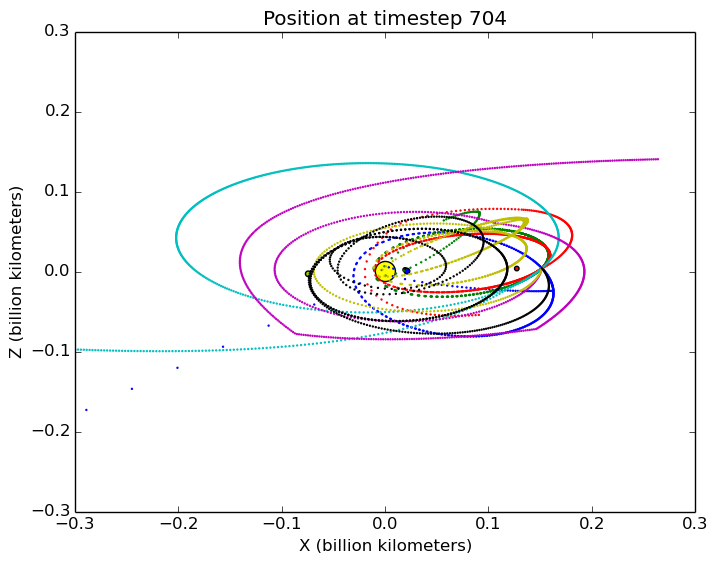 Position at timestep 704
0.3
0.2
0.1
0.0
−0.1
−0.2
−0.3
Z (billion kilometers)
−0.3 −0.2 −0.1 0.0 0.1 0.2 0.3
X (billion kilometers)